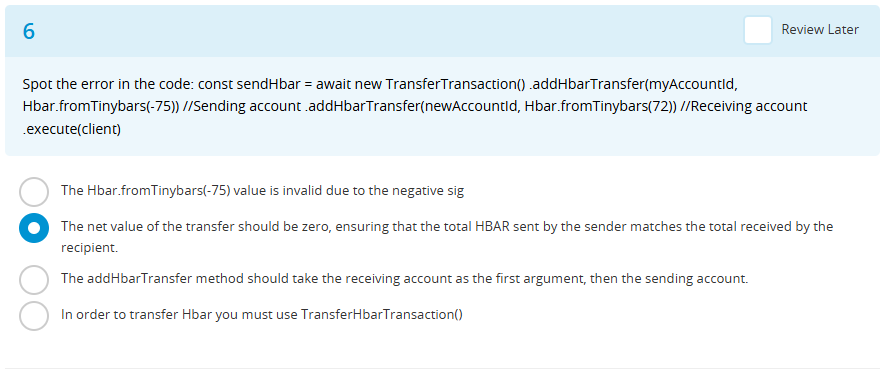 6
Review Later
Spot the error in the code: const sendHbar = await new TransferTransaction() .addHbarTransfer(myAccountId,
Hbar.fromTinybars(-75)) //Sending account .addHbarTransfer(newAccountId, Hbar.fromTinybars(72)) //Receiving account
.execute(client)
The Hbar.fromTinybars(-75) value is invalid due to the negative sig
The net value of the transfer should be zero, ensuring that the total HBAR sent by the sender matches the total received by the
recipient.
The addHbarTransfer method should take the receiving account as the first argument, then the sending account.
In order to transfer Hbar you must use TransferHbarTransaction()